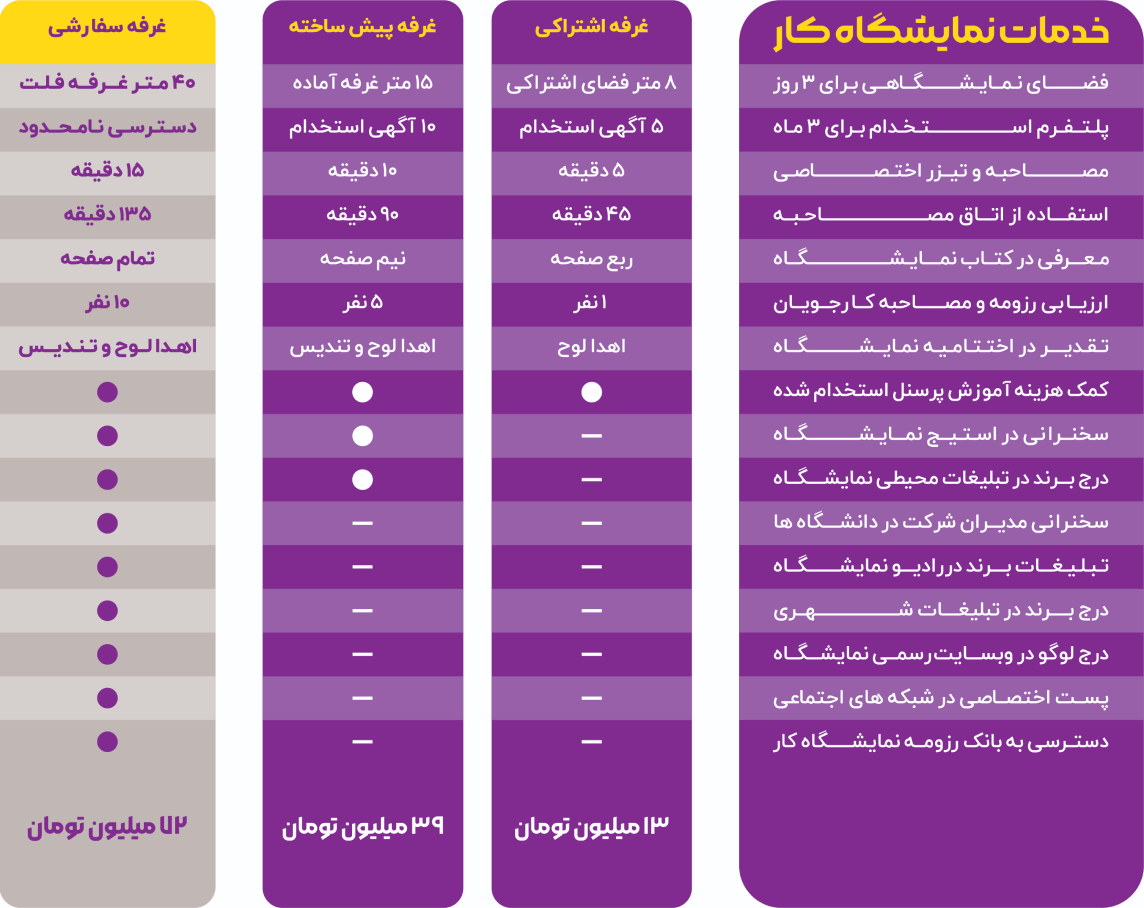 خدمات نمایشگاه کار
غرفه اشتراکی
غرفه پیش ساخته
غرفه سفارشی
فضای نمایشگاهی برای ۳ روز
۸ متر فضای اشتراکی
۱۵ متر غرفه آماده
۴۰ متر غرفه فلت
پلتفرم استخدام برای ۳ ماه
۵ آگهی استخدام
۱۰ آگهی استخدام
دسترسی نامحدود
مصاحبه و تیزر اختصاصی
۵ دقیقه
۱۰ دقیقه
۱۵ دقیقه
استفاده از اتاق مصاحبه
۴۵ دقیقه
۹۰ دقیقه
۱۳۵ دقیقه
معرفی در کتاب نمایشگاه
ربع صفحه
نیم صفحه
تمام صفحه
ارزیابی رزومه و مصاحبه کارجویان
۱ نفر
۵ نفر
۱۰ نفر
تقدیر در اختتامیه نمایشگاه
اهدا لوح
اهدا لوح و تندیس
اهدا لوح و تندیس
کمک هزینه آموزش پرسنل استخدام شده
سخنرانی در استیج نمایشگاه
درج برند در تبلیغات محیطی نمایشگاه
سخنرانی مدیران شرکت در دانشگاه ها
تبلیغات برند دررادیو نمایشگاه
درج برند در تبلیغات شهری
درج لوگو در وبسایت رسمی نمایشگاه
پست اختصاصی در شبکه های اجتماعی
دسترسی به بانک رزومه نمایشگاه کار
۱۳ میلیون تومان
۳۹ میلیون تومان
۷۲ میلیون تومان